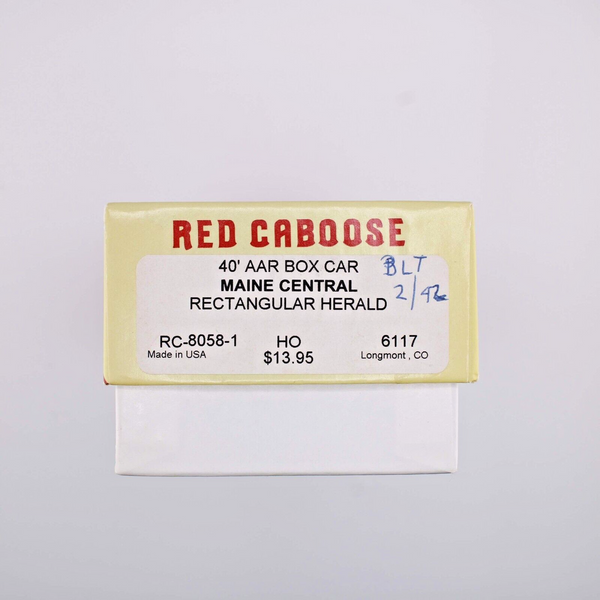 RED CABOOSE
40' AAR BOX CAR
MAINE CENTRAL
RECTANGULAR HERALD
BLT
2/42
RC-8058-1 HO 6117
Made in USA $13.95 Longmont, CO